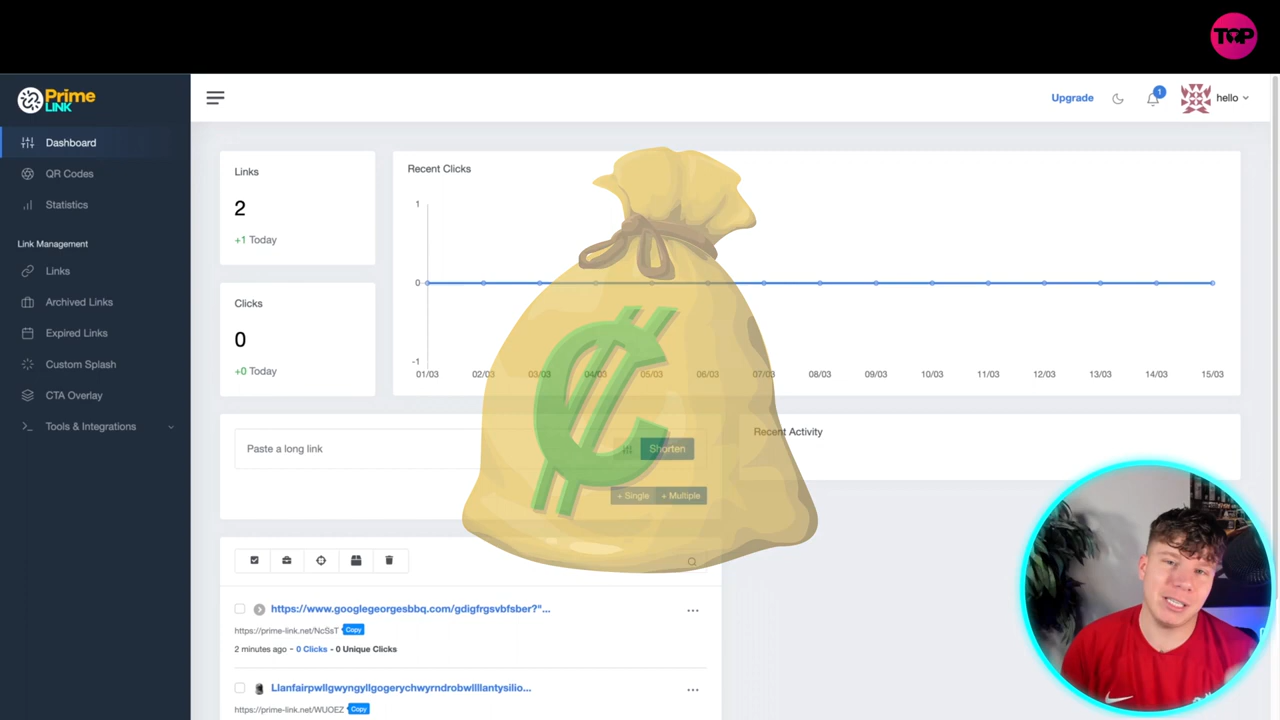 TOP
Prime
LINK
Upgrade
1
hello
Dashboard
QR Codes
Statistics
Link Management
Links
Archived Links
Expired Links
Custom Splash
CTA Overlay
Tools & Integrations
Links
2
+1 Today
Clicks
0
+0 Today
Recent Clicks
1
0
-1
01/03 02/03 03/03 04/03 05/03 06/03 07/03 08/03 09/03 10/03 11/03 12/03 13/03 14/03 15/03
Paste a long link
Shorten
+ Single + Multiple
Recent Activity
https://www.googlegeorgesbbq.com/gdigfrgsvbfsber?"...
https://prime-link.net/NcSsT Copy
2 minutes ago - 0 Clicks - 0 Unique Clicks
Llanfairpwllgwyngyllgogerychwyrndrobwllllantysilio...
https://prime-link.net/WUOEZ Copy